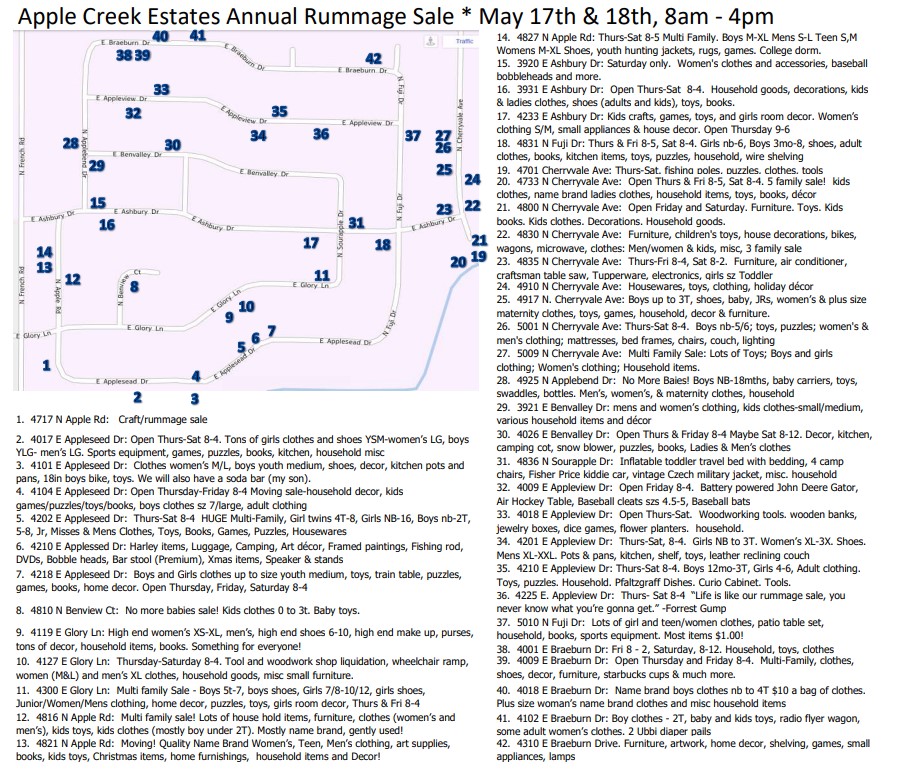 Apple Creek Estates Annual Rummage Sale * May 17th & 18th, 8am - 4pm
40 41
E Braeburn Dr
38 39
E Braeburn Dr
42
E Braeburn Dr
Traffic
N Fuji Dr
N Cherryvale Ave
33
E Appleview Dr
32
E Appleview Dr
35
34
36
E Appleview Dr
37 27
26
28
N Applebend Dr
N French Rd
30
E Benvalley Dr
29
E Benvalley Dr
25
24
15
E Ashbury Dr
E Ashbury Dr
16
E Ashbury Dr
N Sourapple Dr
31
N Fuji Dr
23 22
E Ashbury Dr
17
18
21
20 19
14
13
12
N French Rd
N Apple Rd
N Benview Ct
8
11
E Glory Ln
E Glory Ln
10
9
N Fuji Dr
E Glory Ln
E Glory Ln
7
6
5
E Appleseed Dr
E Appleseed Dr
1
4
E Appleseed Dr
2 3
1. 4717 N Apple Rd: Craft/rummage sale
2. 4017 E Appleseed Dr: Open Thurs-Sat 8-4. Tons of girls clothes and shoes YSM-women's LG, boys
YLG- men's LG. Sports equipment, games, puzzles, books, kitchen, household misc
3. 4101 E Appleseed Dr: Clothes women's M/L, boys youth medium, shoes, decor, kitchen pots and
pans, 18in boys bike, toys. We will also have a soda bar (my son).
4. 4104 E Appleseed Dr: Open Thursday-Friday 8-4 Moving sale-household decor, kids
games/puzzles/toys/books, boys clothes sz 7/large, adult clothing
5. 4202 E Appleseed Dr: Thurs-Sat 8-4 HUGE Multi-Family, Girl twins 4T-8, Girls NB-16, Boys nb-2T,
5-8, Jr, Misses & Mens Clothes, Toys, Books, Games, Puzzles, Housewares
6. 4210 E Applessed Dr: Harley items, Luggage, Camping, Art décor, Framed paintings, Fishing rod,
DVDs, Bobble heads, Bar stool (Premium), Xmas items, Speaker & stands
7. 4218 E Appleseed Dr: Boys and Girls clothes up to size youth medium, toys, train table, puzzles,
games, books, home decor. Open Thursday, Friday, Saturday 8-4
8. 4810 N Benview Ct: No more babies sale! Kids clothes 0 to 3t. Baby toys.
9. 4119 E Glory Ln: High end women's XS-XL, men's, high end shoes 6-10, high end make up, purses,
tons of decor, household items, books. Something for everyone!
10. 4127 E Glory Ln: Thursday-Saturday 8-4. Tool and woodwork shop liquidation, wheelchair ramp,
women (M&L) and men's XL clothes, household goods, misc small furniture.
11. 4300 E Glory Ln: Multi family Sale - Boys 5t-7, boys shoes, Girls 7/8-10/12, girls shoes,
Junior/Women/Mens clothing, home decor, puzzles, toys, girls room decor, Thurs & Fri 8-4
12. 4816 N Apple Rd: Multi family sale! Lots of house hold items, furniture, clothes (women's and
men's), kids toys, kids clothes (mostly boy under 2T). Mostly name brand, gently used!
13. 4821 N Apple Rd: Moving! Quality Name Brand Women's, Teen, Men's clothing, art supplies,
books, kids toys, Christmas items, home furnishings, household items and Decor!
14. 4827 N Apple Rd: Thurs-Sat 8-5 Multi Family. Boys M-XL Mens S-L Teen S,M
Womens M-XL Shoes, youth hunting jackets, rugs, games. College dorm.
15. 3920 E Ashbury Dr: Saturday only. Women's clothes and accessories, baseball
bobbleheads and more.
16. 3931 E Ashbury Dr: Open Thurs-Sat 8-4. Household goods, decorations, kids
& ladies clothes, shoes (adults and kids), toys, books.
17. 4233 E Ashbury Dr: Kids crafts, games, toys, and girls room decor. Women's
clothing S/M, small appliances & house decor. Open Thursday 9-6
18. 4831 N Fuji Dr: Thurs & Fri 8-5, Sat 8-4. Girls nb-6, Boys 3mo-8, shoes, adult
clothes, books, kitchen items, toys, puzzles, household, wire shelving
19. 4701 Cherryvale Ave: Thurs-Sat. fishing poles. puzzles. clothes. tools
20. 4733 N Cherryvale Ave: Open Thurs & Fri 8-5, Sat 8-4. 5 family sale! kids
clothes, name brand ladies clothes, household items, toys, books, décor
21. 4800 N Cherryvale Ave: Open Friday and Saturday. Furniture. Toys. Kids
books. Kids clothes. Decorations. Household goods.
22. 4830 N Cherryvale Ave: Furniture, children's toys, house decorations, bikes,
wagons, microwave, clothes: Men/women & kids, misc, 3 family sale
23. 4835 N Cherryvale Ave: Thurs-Fri 8-4, Sat 8-2. Furniture, air conditioner,
craftsman table saw, Tupperware, electronics, girls sz Toddler
24. 4910 N Cherryvale Ave: Housewares, toys, clothing, holiday décor
25. 4917 N. Cherryvale Ave: Boys up to 3T, shoes, baby, JRs, women's & plus size
maternity clothes, toys, games, household, decor & furniture.
26. 5001 N Cherryvale Ave: Thurs-Sat 8-4. Boys nb-5/6; toys, puzzles; women's &
men's clothing; mattresses, bed frames, chairs, couch, lighting
27. 5009 N Cherryvale Ave: Multi Family Sale: Lots of Toys; Boys and girls
clothing; Women's clothing; Household items.
28. 4925 N Applebend Dr: No More Baies! Boys NB-18mths, baby carriers, toys,
swaddles, bottles. Men's, women's, & maternity clothes, household
29. 3921 E Benvalley Dr: mens and women's clothing, kids clothes-small/medium,
various household items and décor
30. 4026 E Benvalley Dr: Open Thurs & Friday 8-4 Maybe Sat 8-12. Decor, kitchen,
camping cot, snow blower, puzzles, books, Ladies & Men's clothes
31. 4836 N Sourapple Dr: Inflatable toddler travel bed with bedding, 4 camp
chairs, Fisher Price kiddie car, vintage Czech military jacket, misc. household
32. 4009 E Appleview Dr: Open Friday 8-4. Battery powered John Deere Gator,
Air Hockey Table, Baseball cleats szs 4.5-5, Baseball bats
33. 4018 E Appleview Dr: Open Thurs-Sat. Woodworking tools. wooden banks,
jewelry boxes, dice games, flower planters. household.
34. 4201 E Appleview Dr: Thurs-Sat, 8-4. Girls NB to 3T. Women's XL-3X. Shoes.
Mens XL-XXL. Pots & pans, kitchen, shelf, toys, leather reclining couch
35. 4210 E Appleview Dr: Thurs-Sat 8-4. Boys 12mo-3T, Girls 4-6, Adult clothing.
Toys, puzzles. Household. Pfaltzgraff Dishes. Curio Cabinet. Tools.
36. 4225 E. Appleview Dr: Thurs- Sat 8-4 "Life is like our rummage sale, you
never know what you're gonna get." -Forrest Gump
37. 5010 N Fuji Dr: Lots of girl and teen/women clothes, patio table set,
household, books, sports equipment. Most items $1.00!
38. 4001 E Braeburn Dr: Fri 8 - 2, Saturday, 8-12. Household, toys, clothes
39. 4009 E Braeburn Dr: Open Thursday and Friday 8-4. Multi-Family, clothes,
shoes, decor, furniture, starbucks cups & much more.
40. 4018 E Braeburn Dr: Name brand boys clothes nb to 4T $10 a bag of clothes.
Plus size woman's name brand clothes and misc household items
41. 4102 E Braeburn Dr: Boy clothes - 2T, baby and kids toys, radio flyer wagon,
some adult women's clothes. 2 Ubbi diaper pails
42. 4310 E Braeburn Drive. Furniture, artwork, home decor, shelving, games, small
appliances, lamps